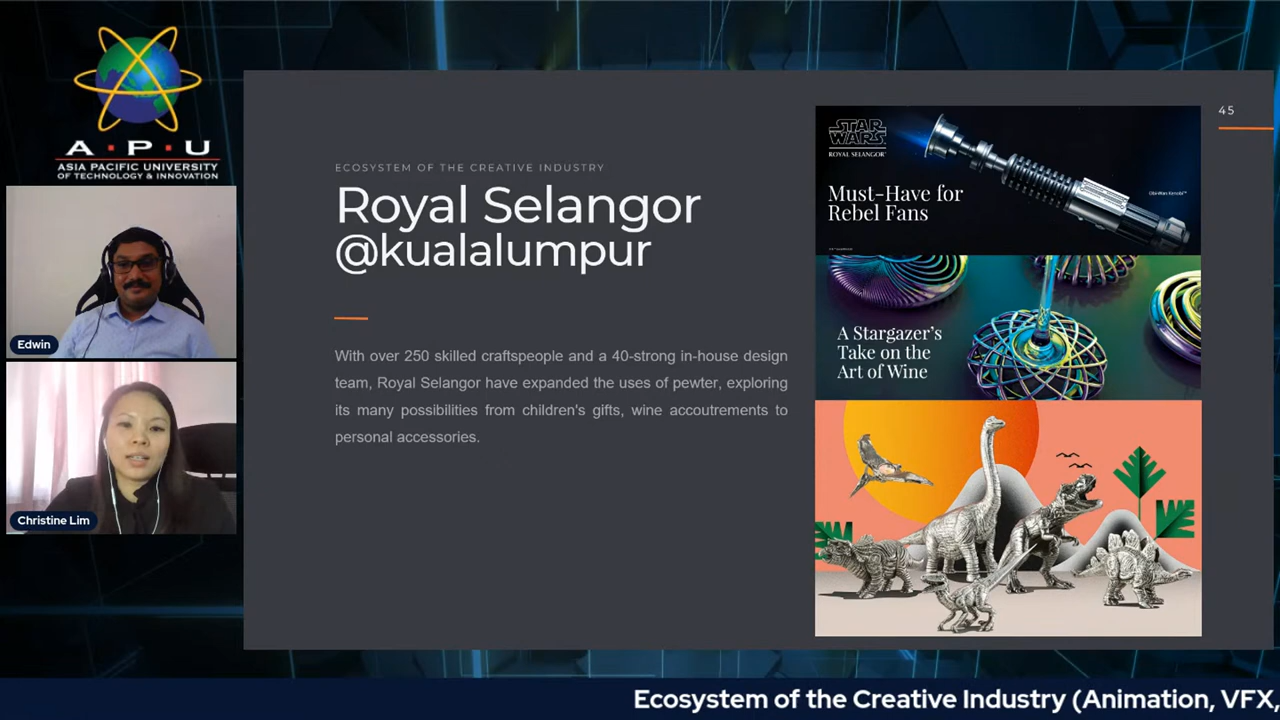 A·P·U
ASIA PACIFIC UNIVERSITY
OF TECHNOLOGY & INNOVATION
Edwin
Christine Lim
ECOSYSTEM OF THE CREATIVE INDUSTRY
Royal Selangor
@kualalumpur
With over 250 skilled craftspeople and a 40-strong in-house design
team, Royal Selangor have expanded the uses of pewter, exploring
its many possibilities from children's gifts, wine accoutrements to
personal accessories.
45
STAR
WARS
ROYAL SELANGOR
Must-Have for
Rebel Fans
Obi-Wan Kenobi™
A Stargazer's
Take on the
Art of Wine
Ecosystem of the Creative Industry (Animation, VFX,